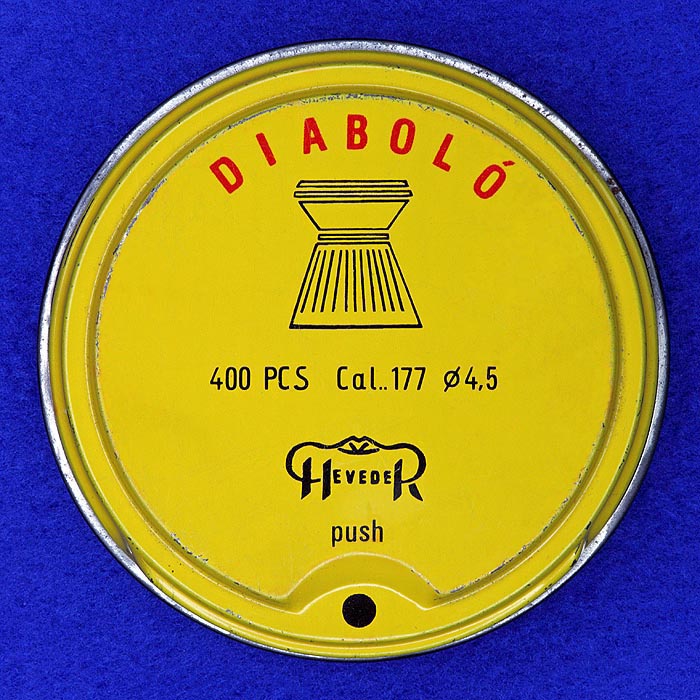 DIABOLÓ
400 PCS Cal..177 ø4,5
HEVEDER
push